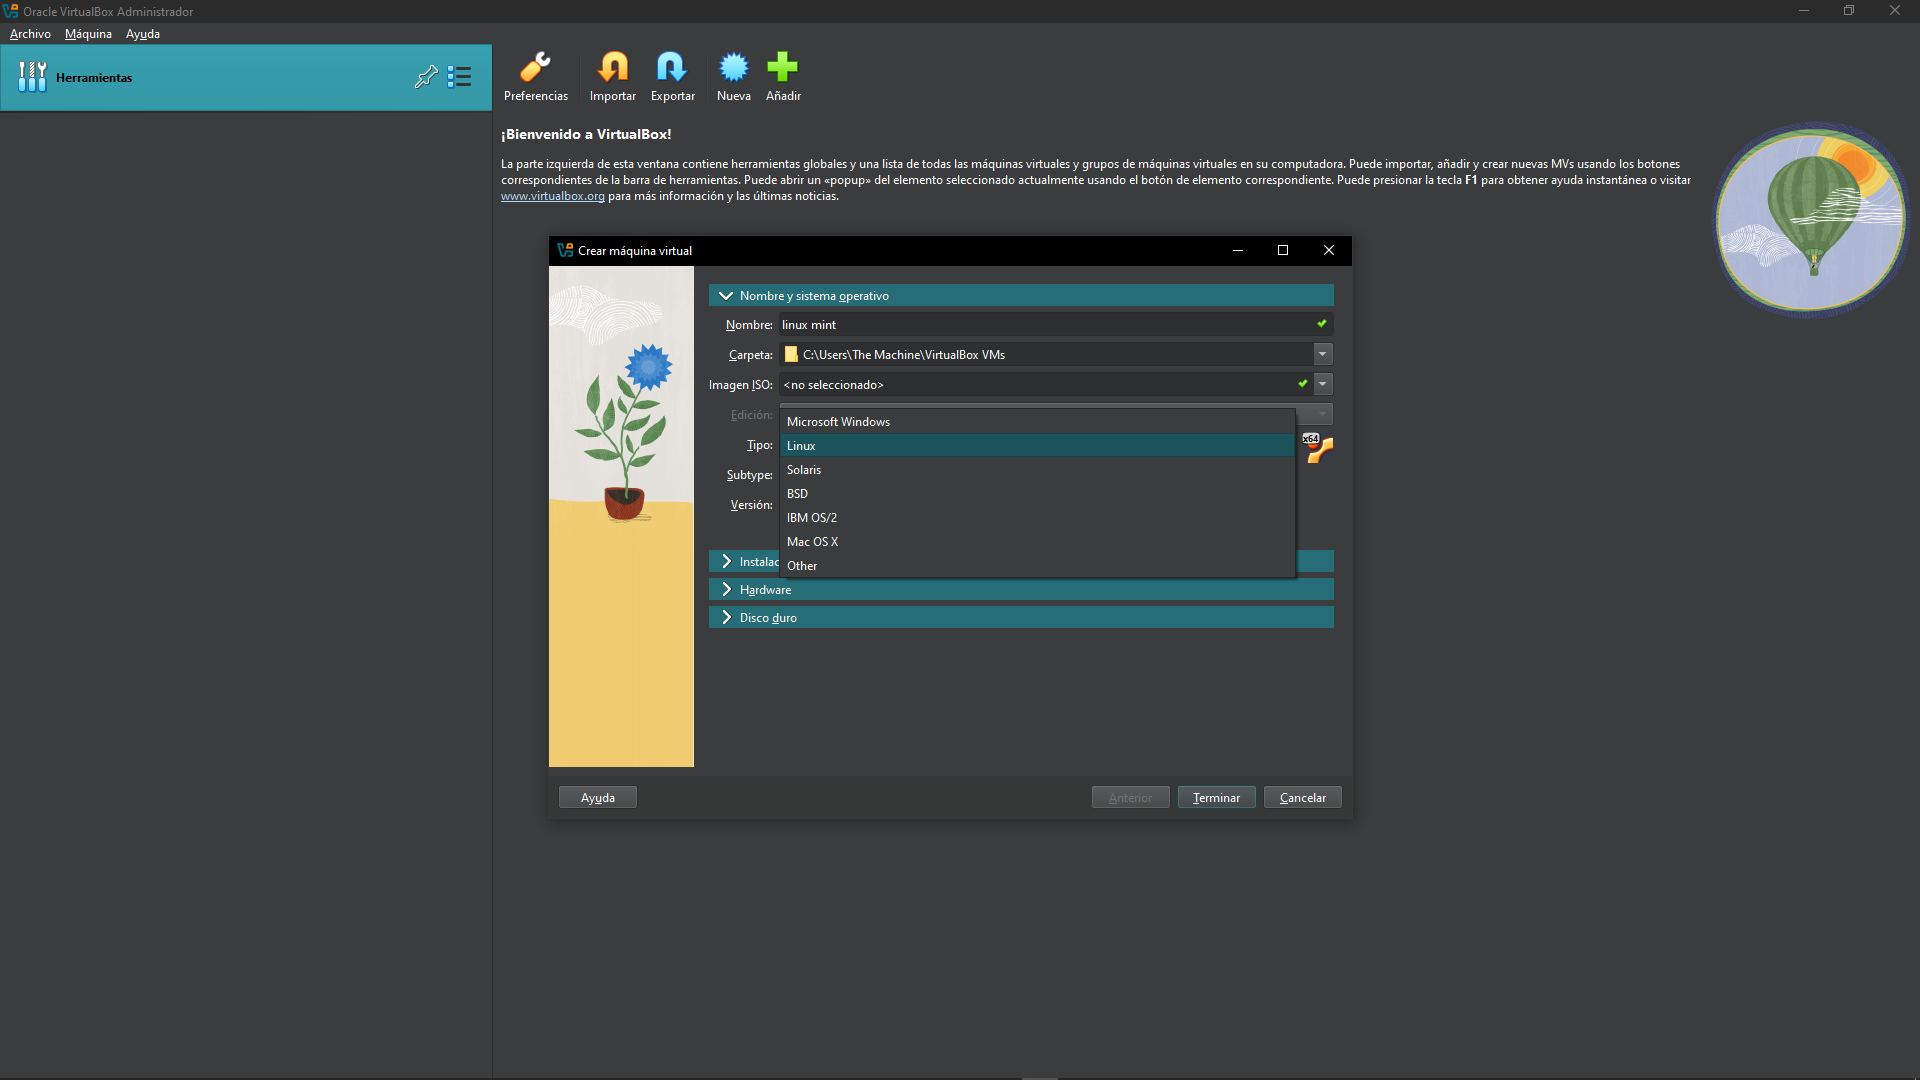 Oracle VirtualBox Administrador
Archivo Máquina Ayuda
Herramientas
Preferencias Importar Exportar Nueva Añadir
¡Bienvenido a VirtualBox!
La parte izquierda de esta ventana contiene herramientas globales y una lista de todas las máquinas virtuales y grupos de máquinas virtuales en su computadora. Puede importar, añadir y crear nuevas MVs usando los botones
correspondientes de la barra de herramientas. Puede abrir un «popup» del elemento seleccionado actualmente usando el botón de elemento correspondiente. Puede presionar la tecla F1 para obtener ayuda instantánea o visitar
www.virtualbox.org para más información y las últimas noticias.
Crear máquina virtual
Nombre y sistema operativo
Nombre: linux mint
Carpeta: C:\Users\The Machine\VirtualBox VMs
Imagen ISO: <no seleccionado>
Edición:
Microsoft Windows
Tipo: Linux x64
Solaris
Subtype:
BSD
Versión:
IBM OS/2
Mac OS X
Instalac
Other
Hardware
Disco duro
Ayuda Anterior Terminar Cancelar